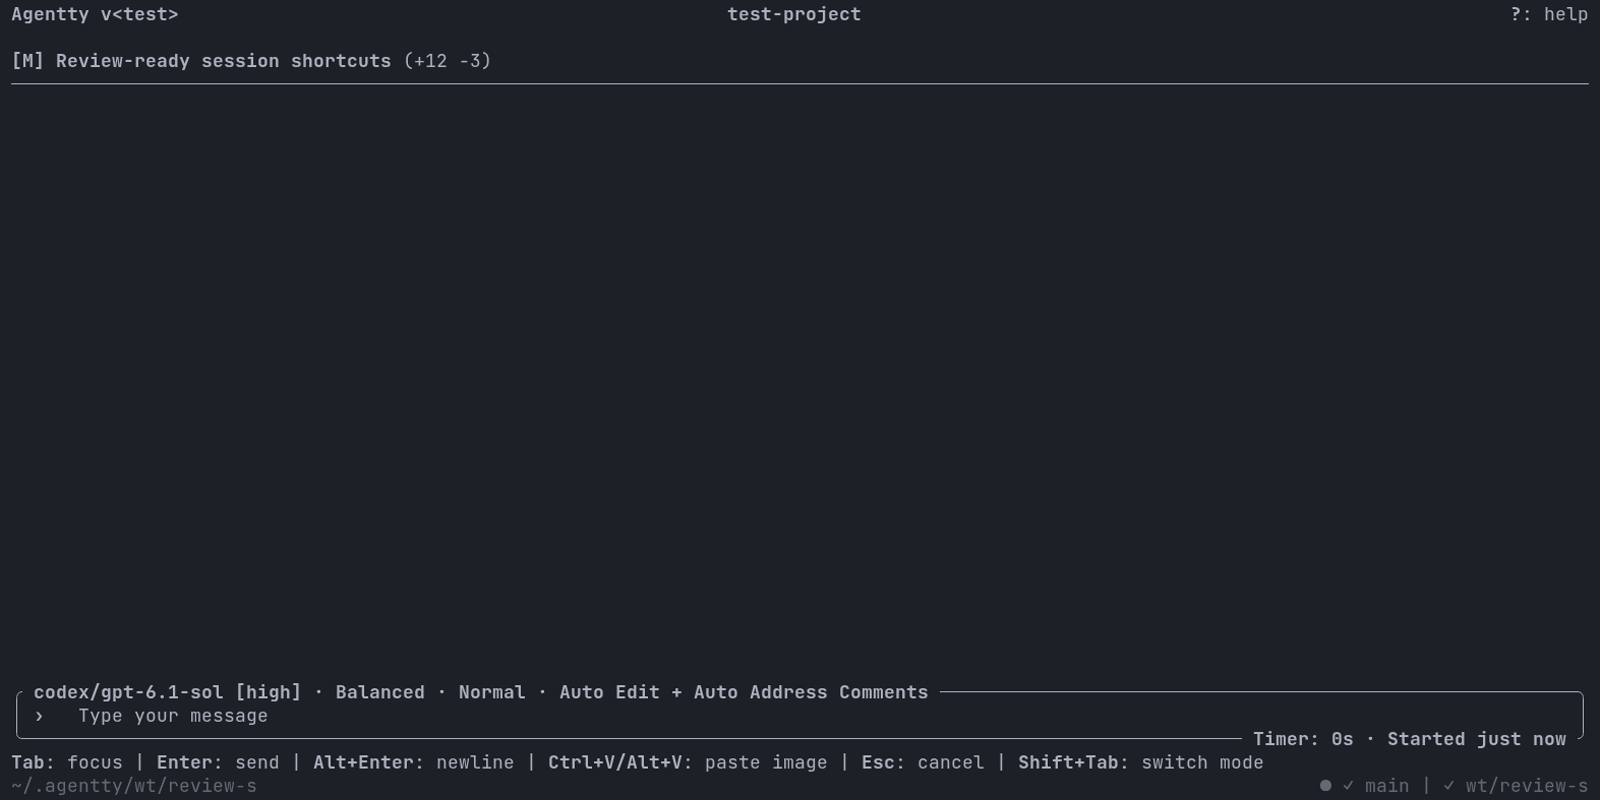 Agentty v<test> test-project ?: help
[M] Review-ready session shortcuts (+12 -3)
codex/gpt-6.1-sol [high] · Balanced · Normal · Auto Edit + Auto Address Comments
› Type your message
Timer: 0s · Started just now
Tab: focus | Enter: send | Alt+Enter: newline | Ctrl+V/Alt+V: paste image | Esc: cancel | Shift+Tab: switch mode
~/.agentty/wt/review-s ● ✓ main | ✓ wt/review-s